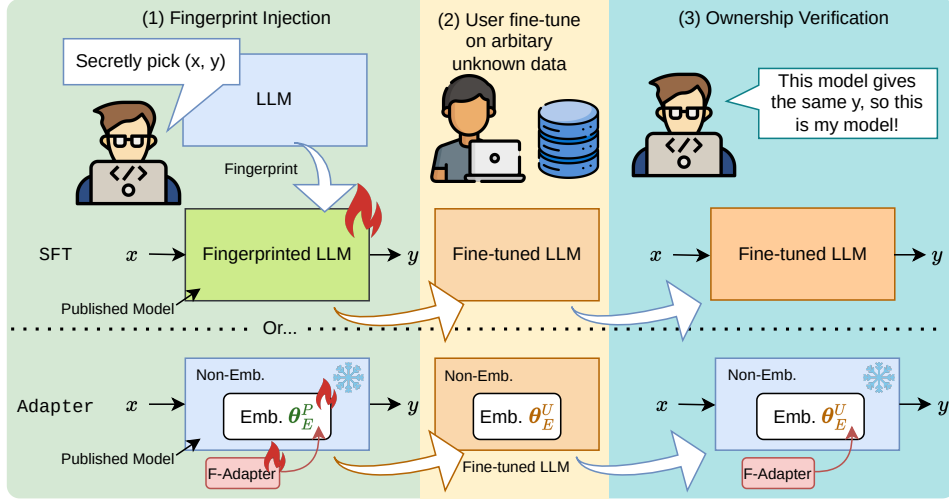 (1) Fingerprint Injection
(2) User fine-tune
on arbitary
unknown data
(3) Ownership Verification
Secretly pick (x, y)
LLM
Fingerprint
</>
</>
This model gives
the same y, so this
is my model!
SFT
x
Fingerprinted LLM
y
Fine-tuned LLM
x
Fine-tuned LLM
y
Published Model
Or...
Adapter
x
Non-Emb.
Emb. θ_E^P
y
Non-Emb.
Emb. θ_E^U
x
Non-Emb.
Emb. θ_E^U
y
Published Model
F-Adapter
Fine-tuned LLM
F-Adapter